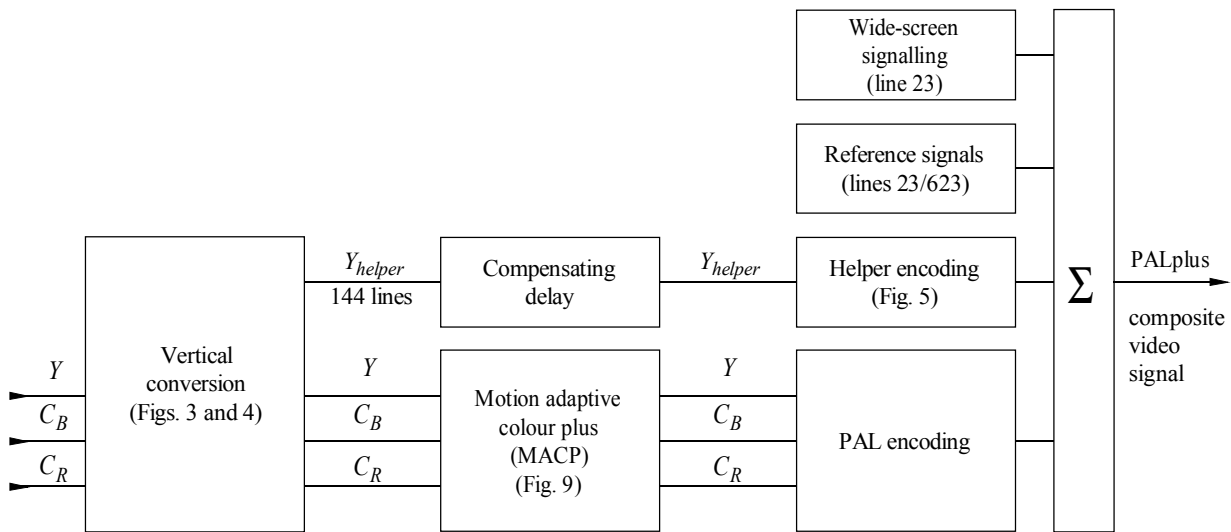 Wide-screen
signalling
(line 23)
Reference signals
(lines 23/623)
Y
C_B
C_R
Vertical
conversion
(Figs. 3 and 4)
Y_helper
144 lines
Y
C_B
C_R
Compensating
delay
Motion adaptive
colour plus
(MACP)
(Fig. 9)
Y_helper
Y
C_B
C_R
Helper encoding
(Fig. 5)
PAL encoding
Σ
PALplus
composite
video
signal